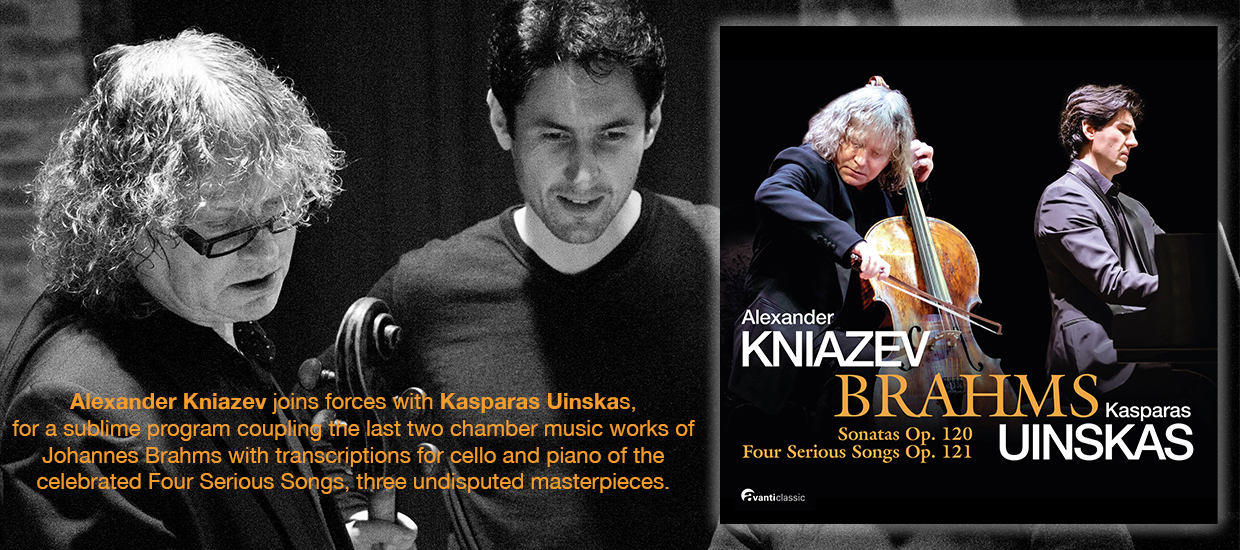 Alexander Kniazev joins forces with Kasparas Uinskas,
for a sublime program coupling the last two chamber music works of
Johannes Brahms with transcriptions for cello and piano of the
celebrated Four Serious Songs, three undisputed masterpieces.
Alexander
KNIAZEV
BRAHMS
Kasparas
UINSKAS
Sonatas Op. 120
Four Serious Songs Op. 121
avanticlassic